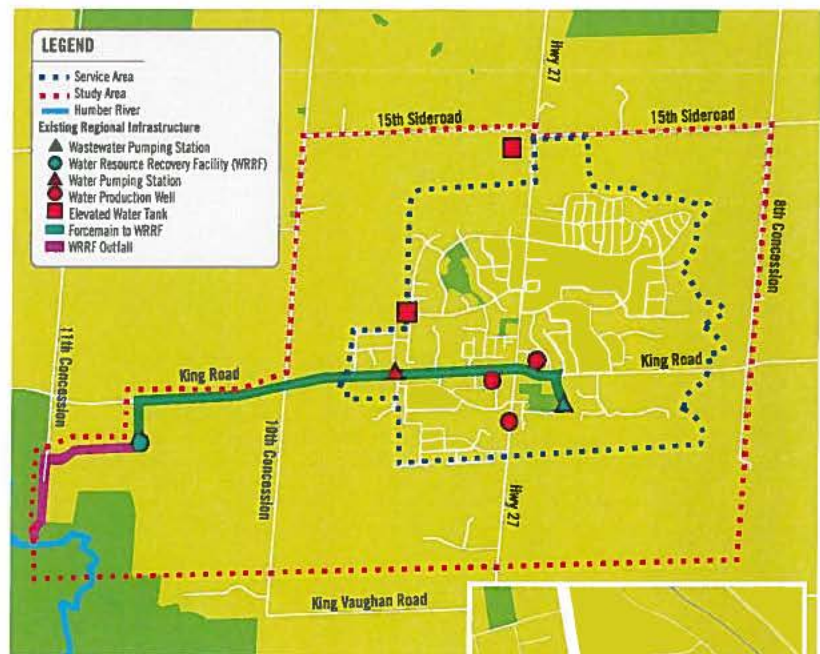 LEGEND
Service Area
Study Area
Humber River
Existing Regional Infrastructure
Wastewater Pumping Station
Water Resource Recovery Facility (WRRF)
Water Pumping Station
Water Production Well
Elevated Water Tank
Forcemain to WRRF
WRRF Outfall
Hwy 27
15th Sideroad
15th Sideroad
8th Concession
11th Concession
King Road
King Road
10th Concession
Hwy 27
King Vaughan Road